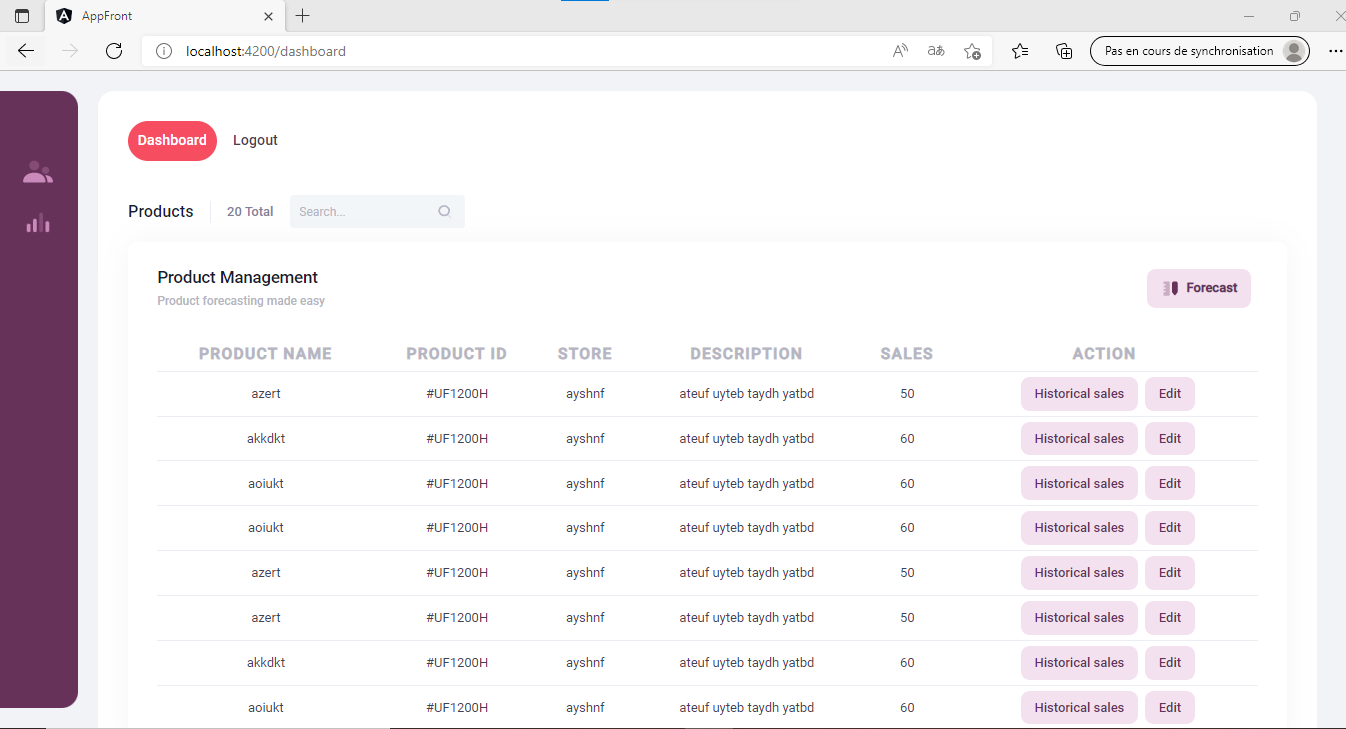 AppFront
localhost:4200/dashboard
Pas en cours de synchronisation
Dashboard Logout
Products 20 Total Search...
Product Management
Product forecasting made easy
Forecast
PRODUCT NAME PRODUCT ID STORE DESCRIPTION SALES ACTION
azert #UF1200H ayshnf ateuf uyteb taydh yatbd 50 Historical sales Edit
akkdkt #UF1200H ayshnf ateuf uyteb taydh yatbd 60 Historical sales Edit
aoiukt #UF1200H ayshnf ateuf uyteb taydh yatbd 60 Historical sales Edit
aoiukt #UF1200H ayshnf ateuf uyteb taydh yatbd 60 Historical sales Edit
azert #UF1200H ayshnf ateuf uyteb taydh yatbd 50 Historical sales Edit
azert #UF1200H ayshnf ateuf uyteb taydh yatbd 50 Historical sales Edit
akkdkt #UF1200H ayshnf ateuf uyteb taydh yatbd 60 Historical sales Edit
aoiukt #UF1200H ayshnf ateuf uyteb taydh yatbd 60 Historical sales Edit